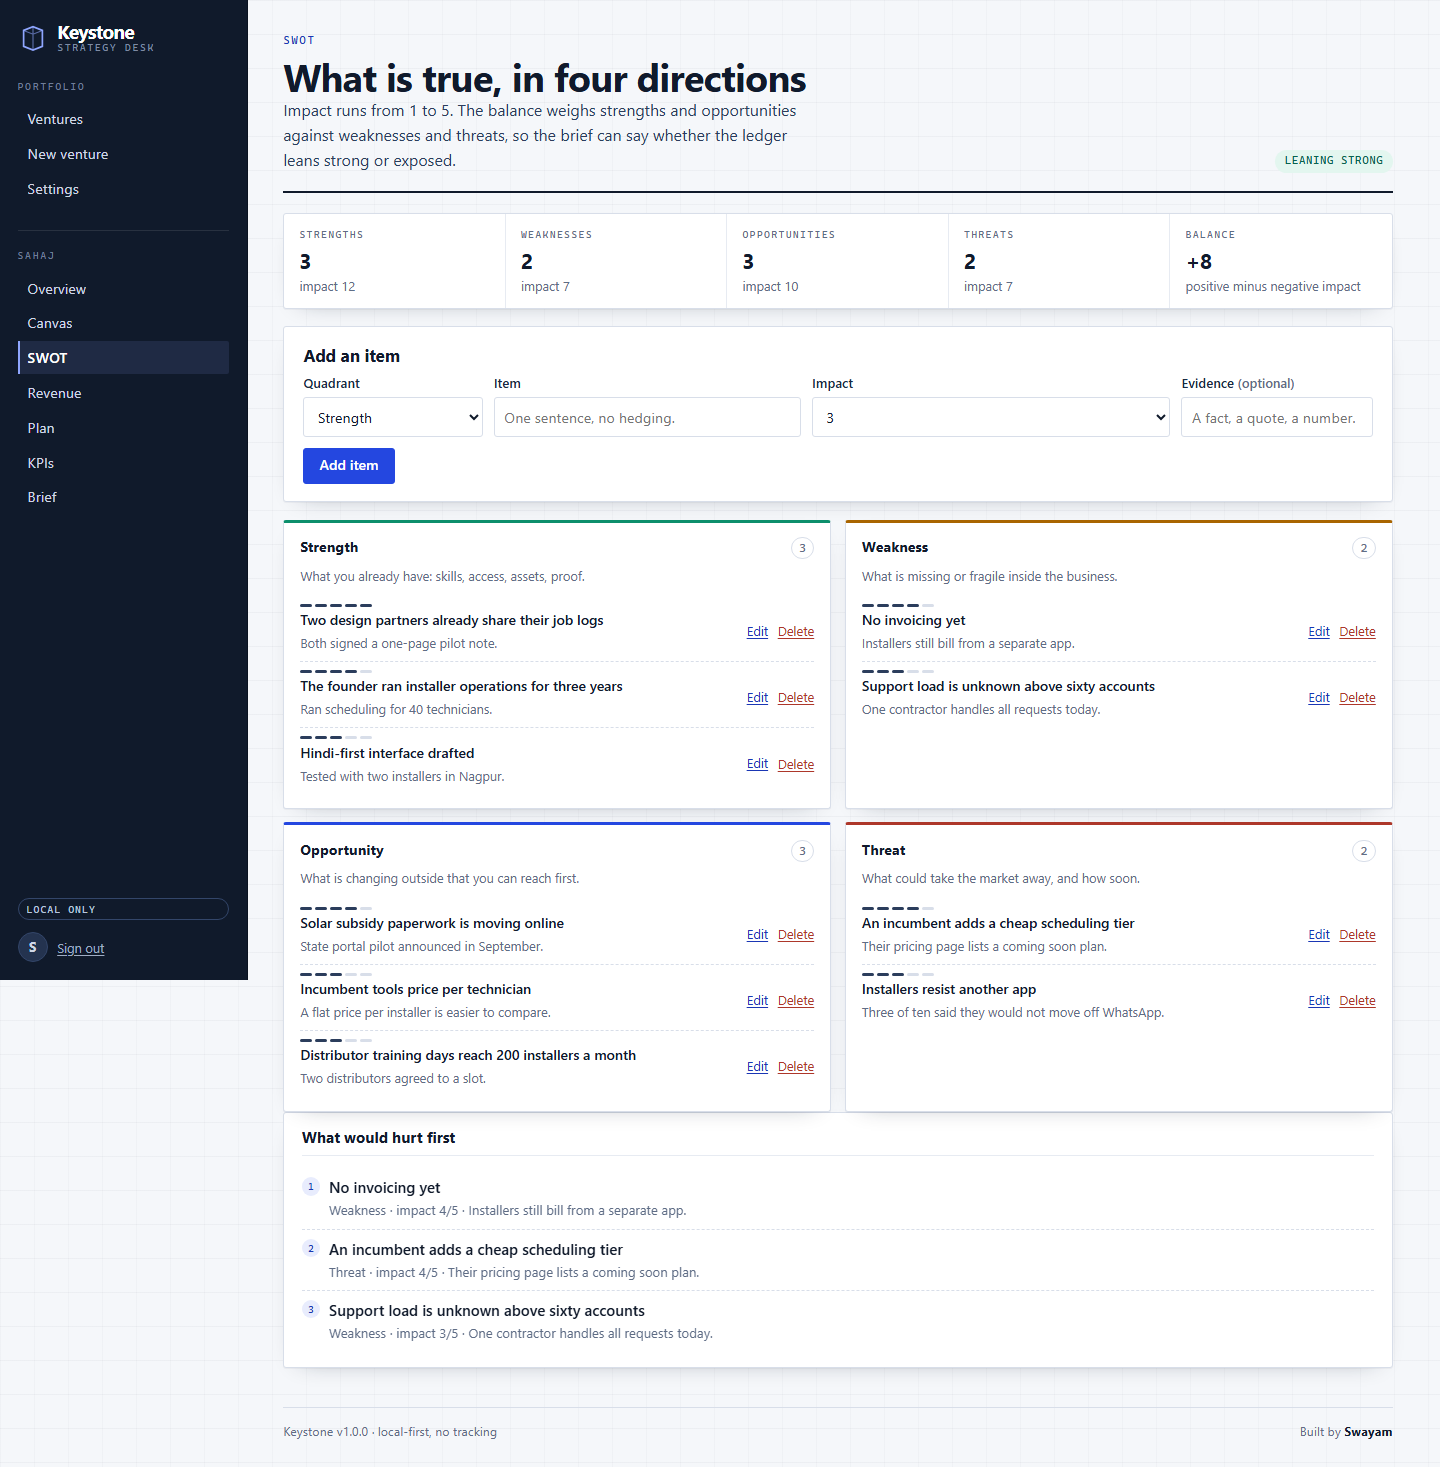 Keystone
STRATEGY DESK
PORTFOLIO
Ventures
New venture
Settings
SAHAJ
Overview
Canvas
SWOT
Revenue
Plan
KPIs
Brief
LOCAL ONLY
S
Sign out
SWOT
What is true, in four directions
Impact runs from 1 to 5. The balance weighs strengths and opportunities
against weaknesses and threats, so the brief can say whether the ledger
leans strong or exposed.
LEANING STRONG
STRENGTHS
3
impact 12
WEAKNESSES
2
impact 7
OPPORTUNITIES
3
impact 10
THREATS
2
impact 7
BALANCE
+8
positive minus negative impact
Add an item
Quadrant
Strength
Item
One sentence, no hedging.
Impact
3
Evidence (optional)
A fact, a quote, a number.
Add item
Strength
3
What you already have: skills, access, assets, proof.
Two design partners already share their job logs
Both signed a one-page pilot note.
Edit Delete
The founder ran installer operations for three years
Ran scheduling for 40 technicians.
Edit Delete
Hindi-first interface drafted
Tested with two installers in Nagpur.
Edit Delete
Weakness
2
What is missing or fragile inside the business.
No invoicing yet
Installers still bill from a separate app.
Edit Delete
Support load is unknown above sixty accounts
One contractor handles all requests today.
Edit Delete
Opportunity
3
What is changing outside that you can reach first.
Solar subsidy paperwork is moving online
State portal pilot announced in September.
Edit Delete
Incumbent tools price per technician
A flat price per installer is easier to compare.
Edit Delete
Distributor training days reach 200 installers a month
Two distributors agreed to a slot.
Edit Delete
Threat
2
What could take the market away, and how soon.
An incumbent adds a cheap scheduling tier
Their pricing page lists a coming soon plan.
Edit Delete
Installers resist another app
Three of ten said they would not move off WhatsApp.
Edit Delete
What would hurt first
1 No invoicing yet
Weakness · impact 4/5 · Installers still bill from a separate app.
2 An incumbent adds a cheap scheduling tier
Threat · impact 4/5 · Their pricing page lists a coming soon plan.
3 Support load is unknown above sixty accounts
Weakness · impact 3/5 · One contractor handles all requests today.
Keystone v1.0.0 · local-first, no tracking
Built by Swayam